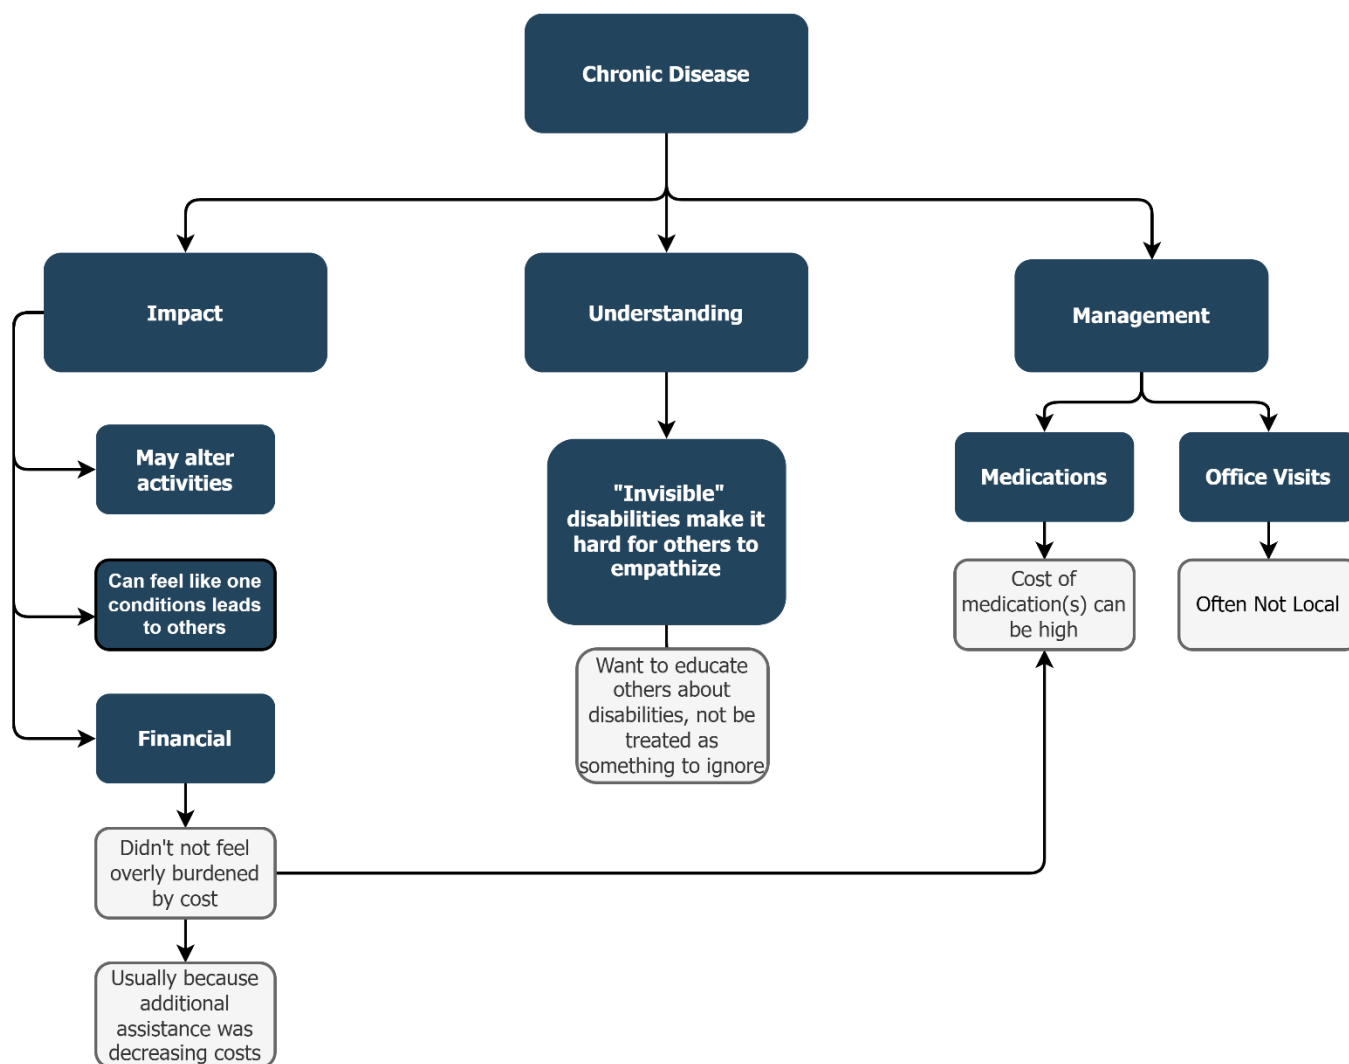 Chronic Disease
Impact
Understanding
Management
May alter
activities
"Invisible"
disabilities make it
hard for others to
empathize
Medications
Office Visits
Can feel like one
conditions leads
to others
Cost of
medication(s) can
be high
Often Not Local
Want to educate
others about
disabilities, not be
treated as
something to ignore
Financial
Didn't not feel
overly burdened
by cost
Usually because
additional
assistance was
decreasing costs